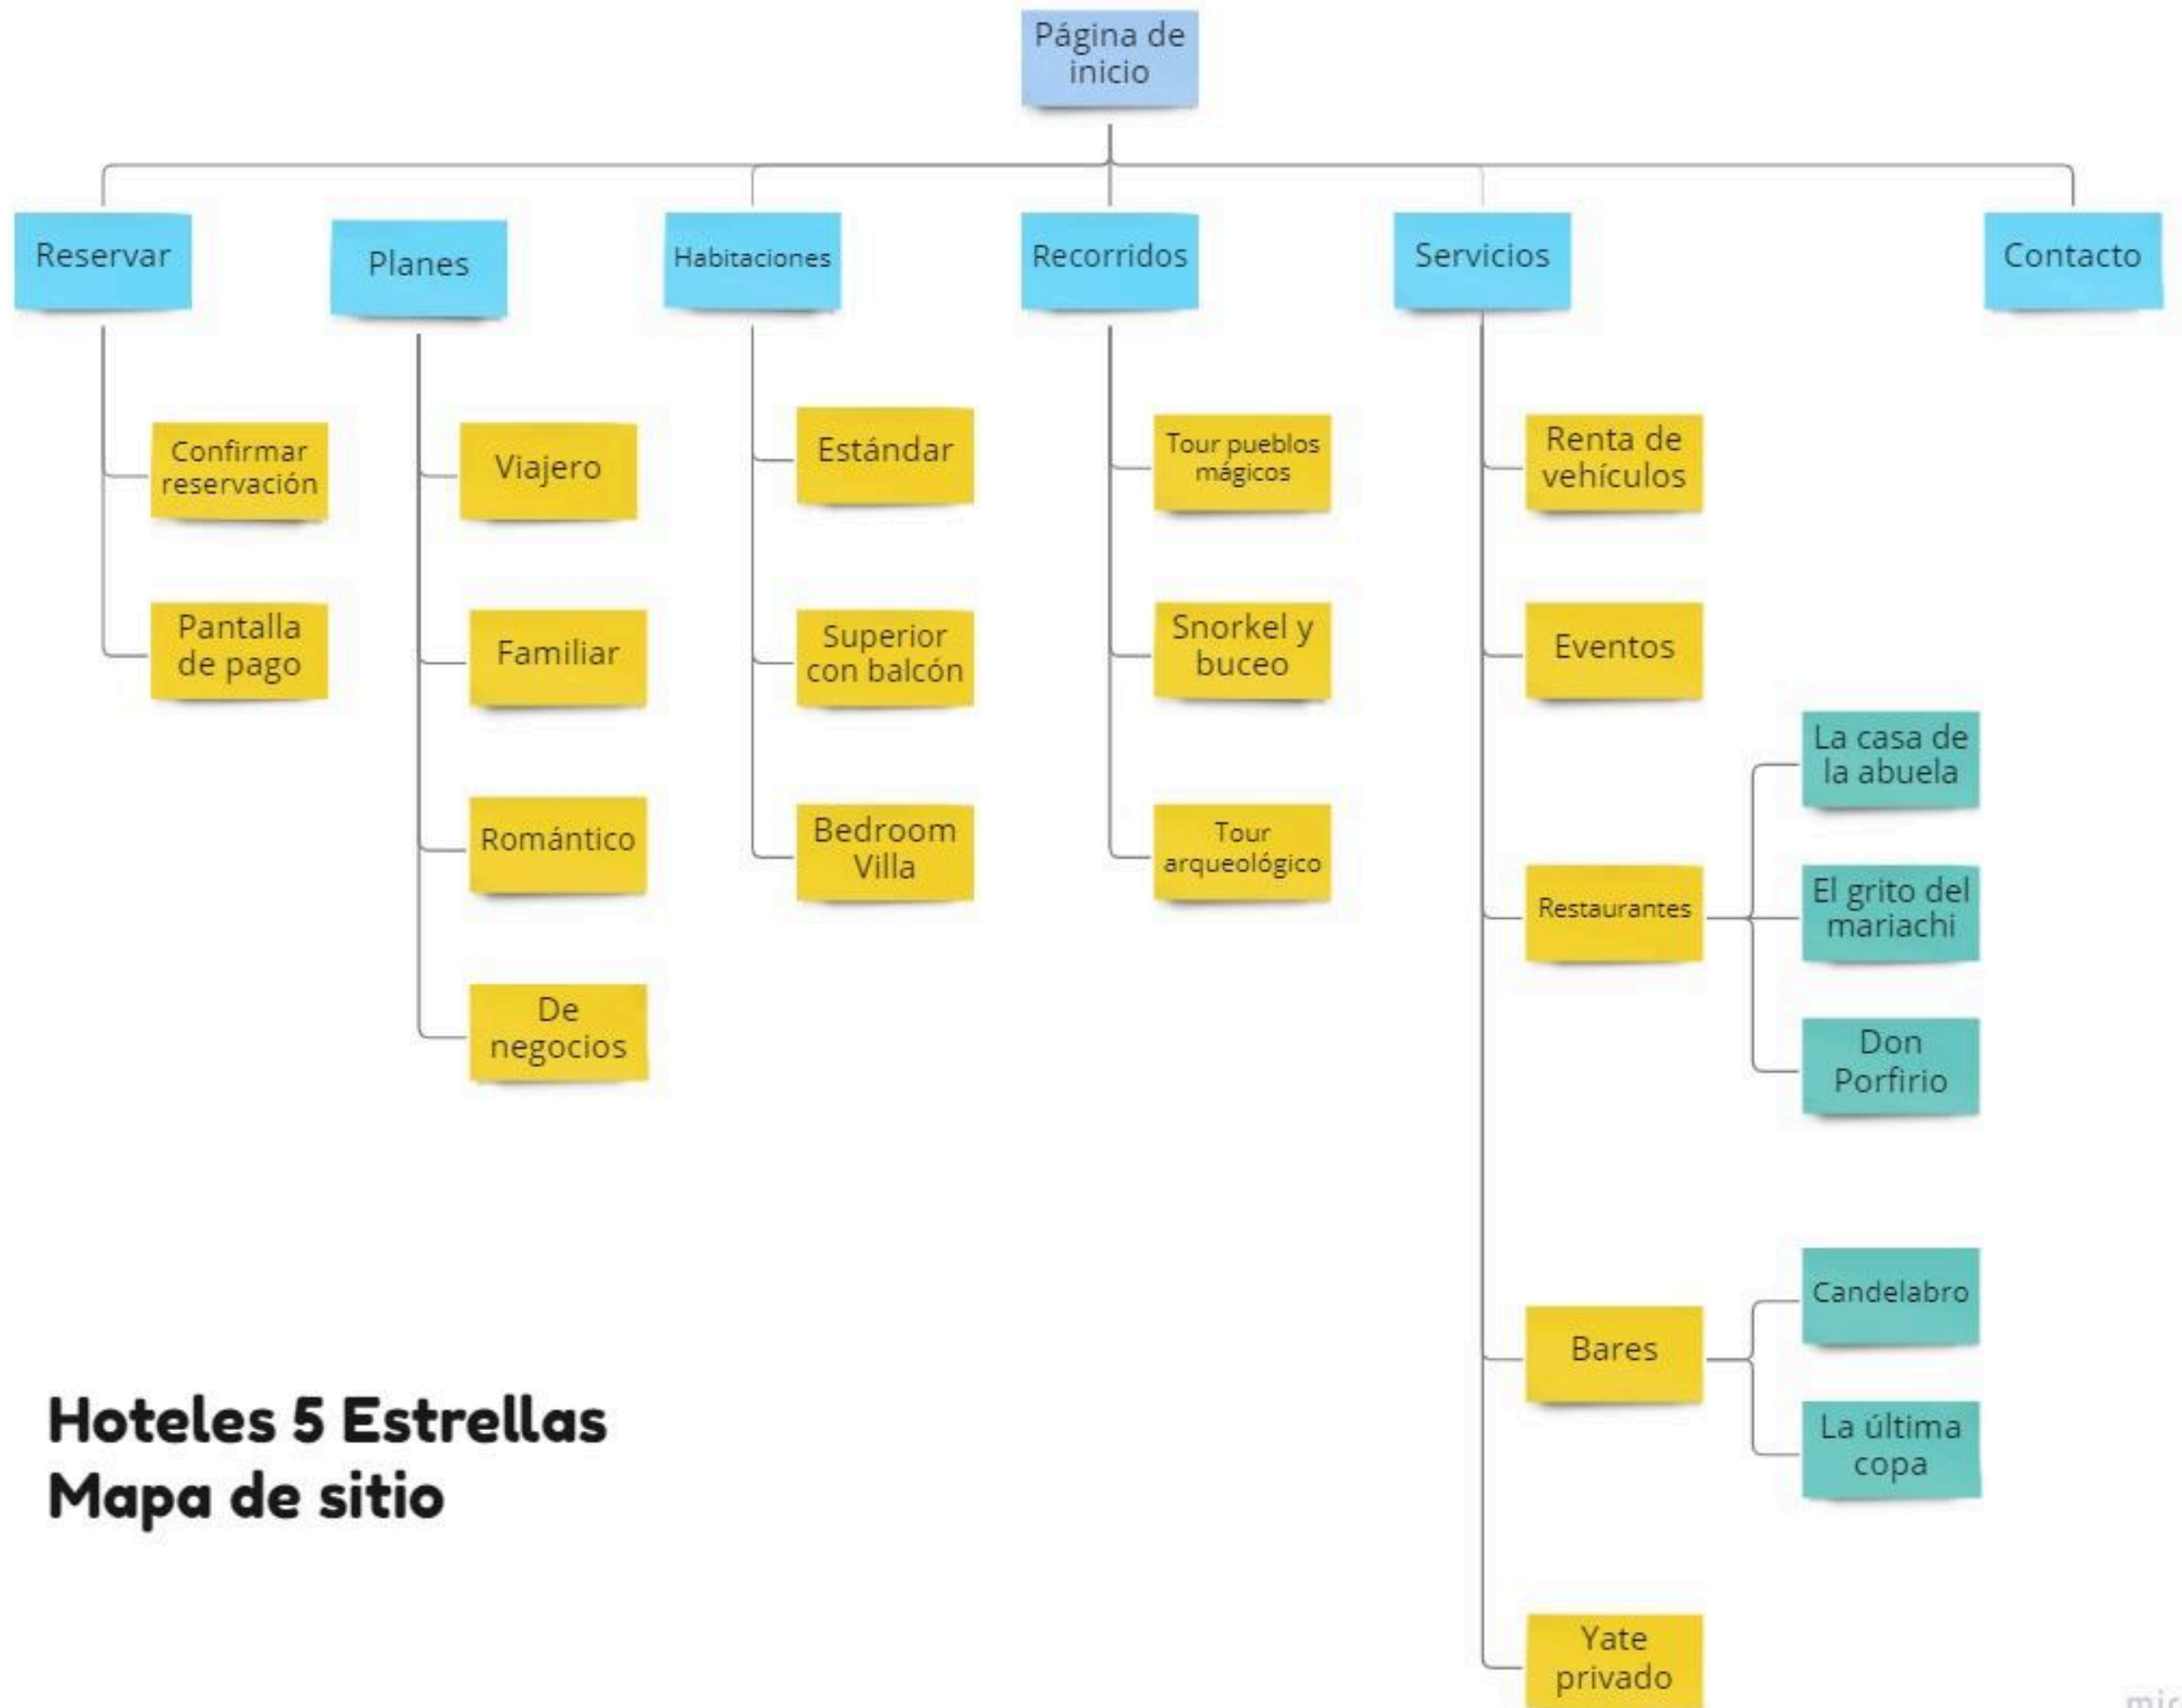 Página de
inicio
Reservar
Planes
Habitaciones
Recorridos
Servicios
Contacto
Confirmar
reservación
Pantalla
de pago
Viajero
Familiar
Romántico
De
negocios
Estándar
Superior
con balcón
Bedroom
Villa
Tour pueblos
mágicos
Snorkel y
buceo
Tour
arqueológico
Renta de
vehículos
Eventos
Restaurantes
La casa de
la abuela
El grito del
mariachi
Don
Porfirio
Bares
Candelabro
La última
copa
Yate
privado
Hoteles 5 Estrellas
Mapa de sitio